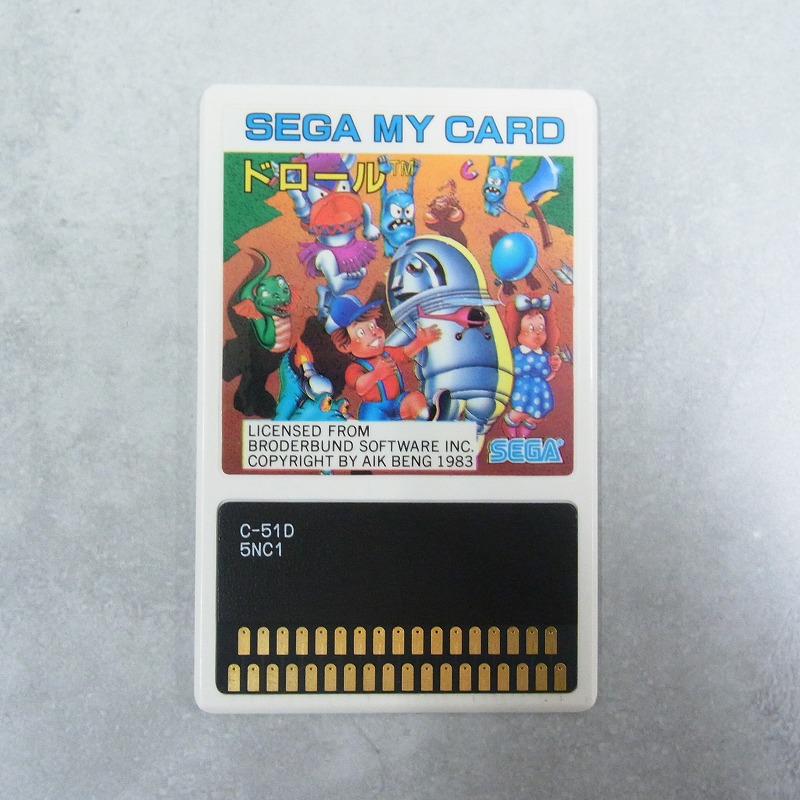 SEGA MY CARD
ドロール™
LICENSED FROM
BRODERBUND SOFTWARE INC.
COPYRIGHT BY AIK BENG 1983
SEGA®
C-51D
5NC1